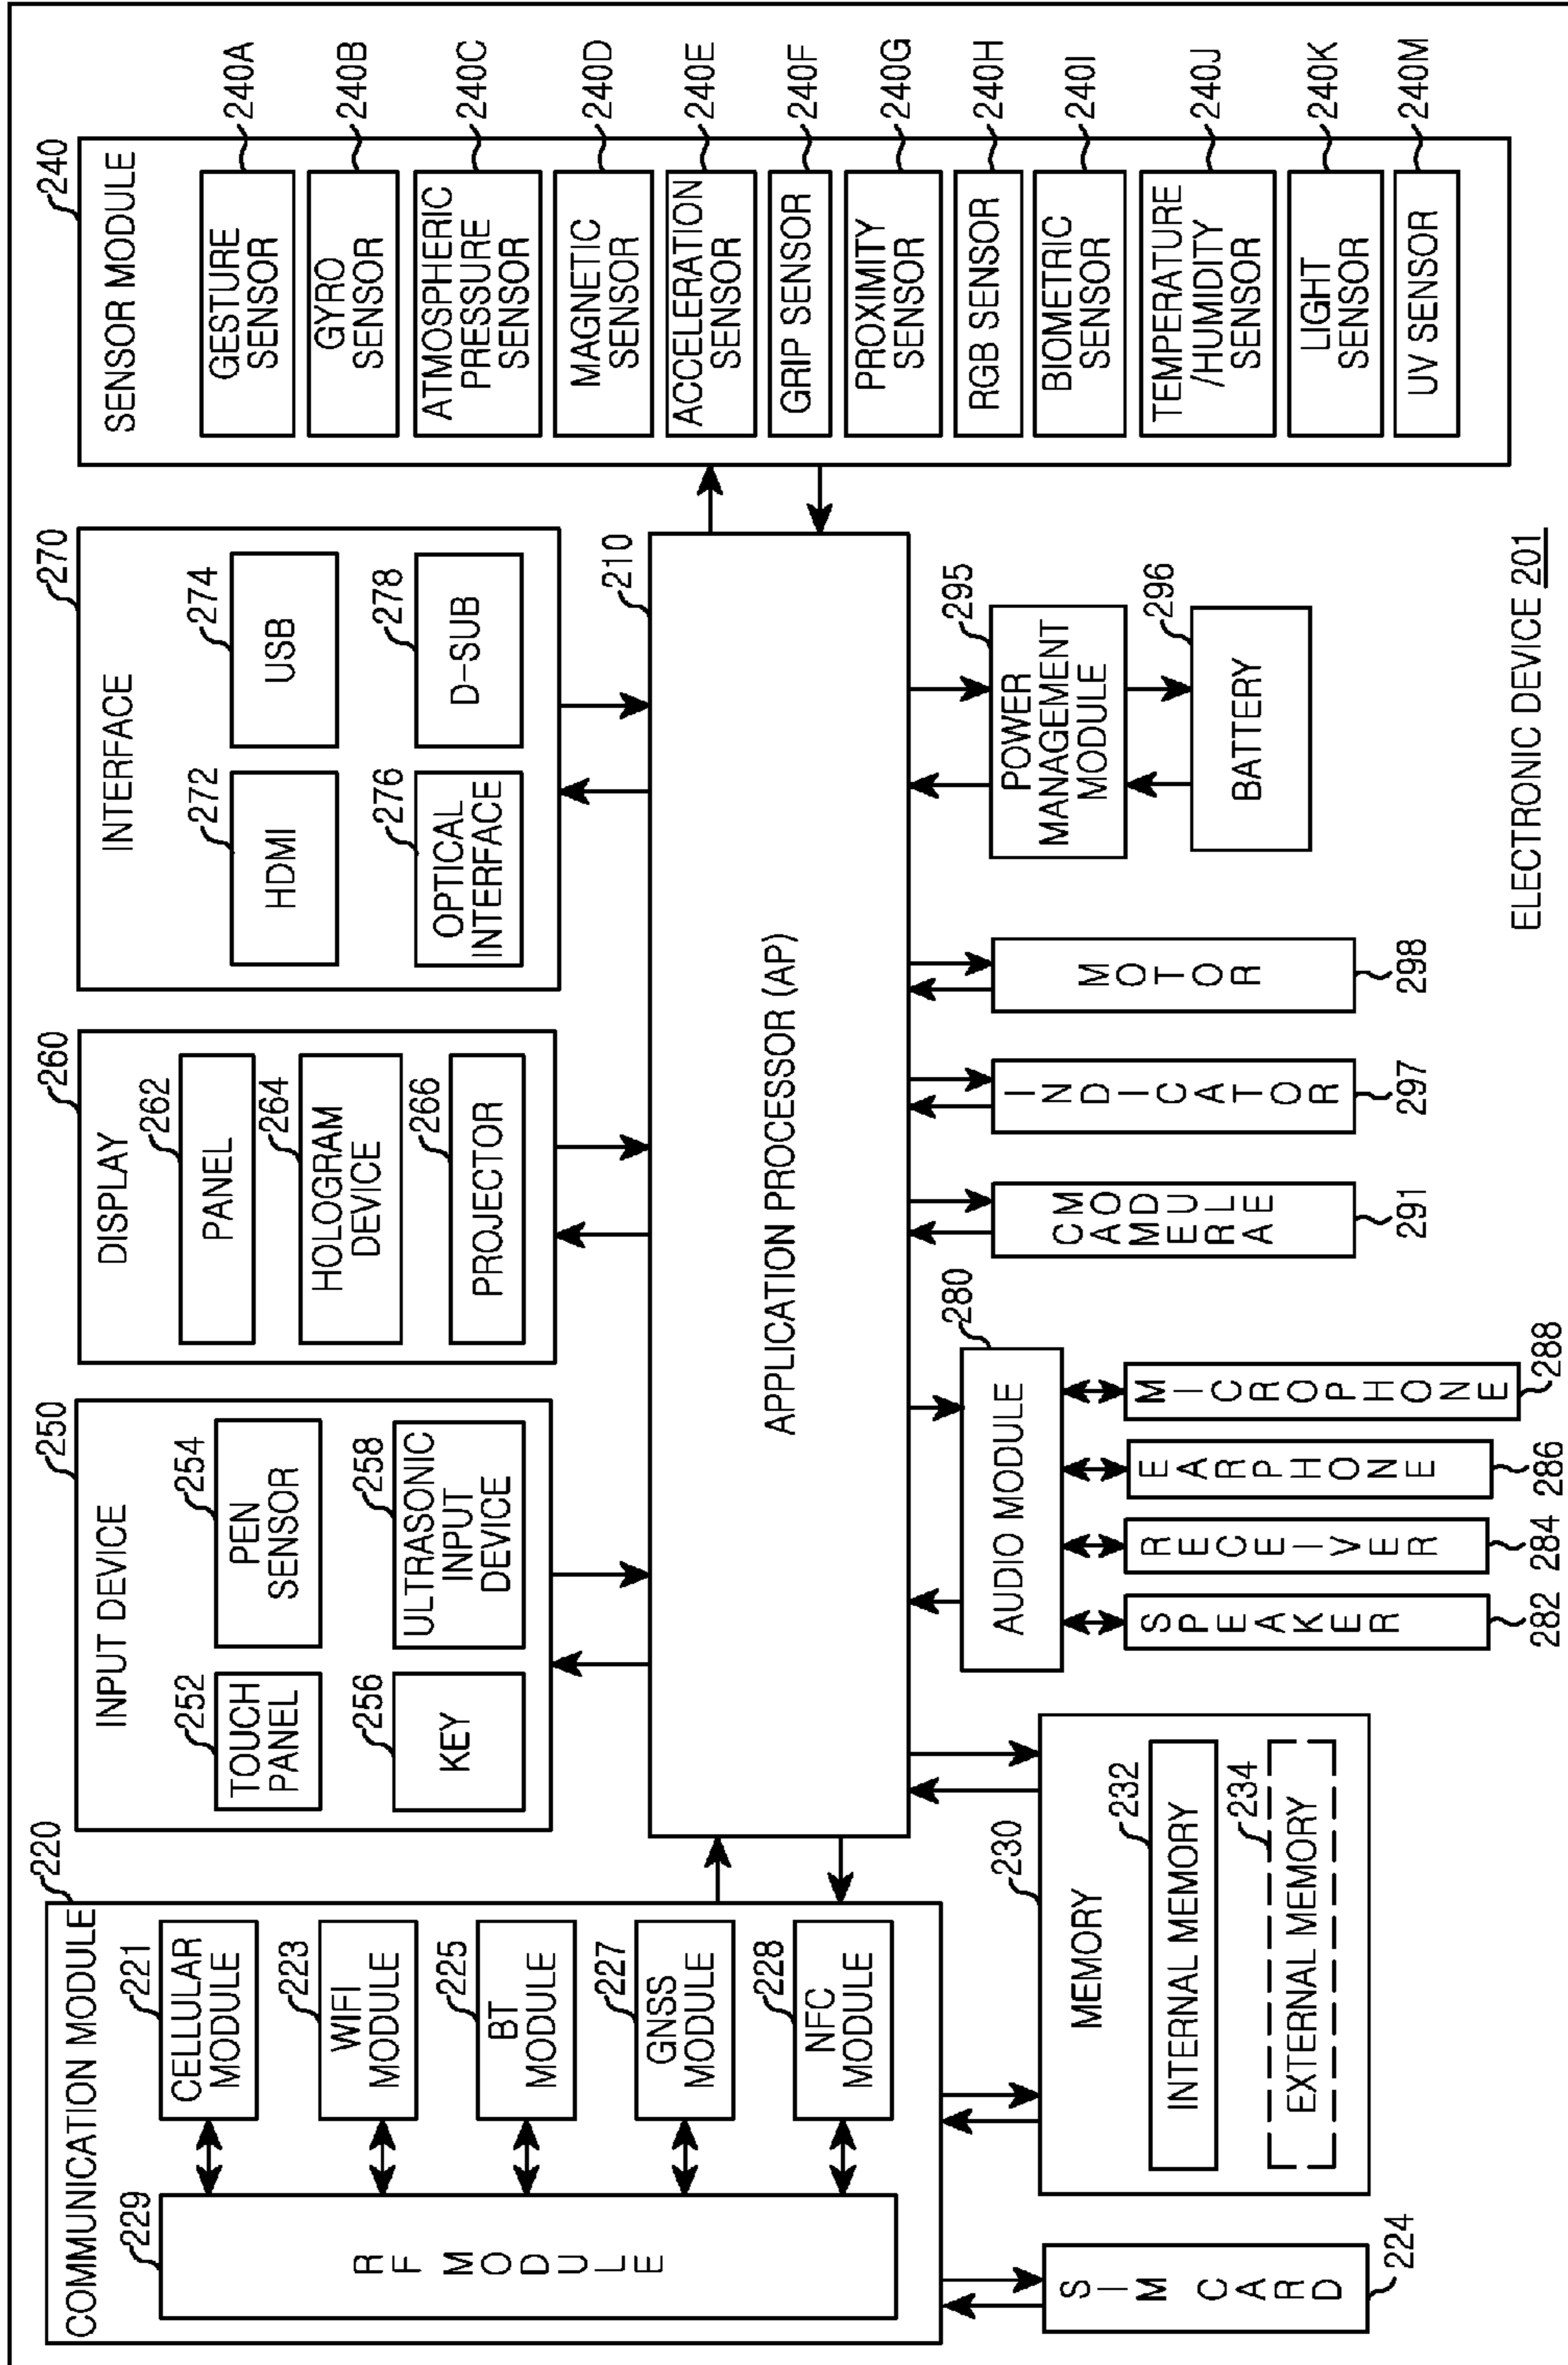 COMMUNICATION MODULE
220
229
RF MODULE
221
CELLULAR
MODULE
223
WIFI
MODULE
225
BT
MODULE
227
GNSS
MODULE
228
NFC
MODULE
SIM CARD
224
INPUT DEVICE
250
252
TOUCH
PANEL
254
PEN
SENSOR
256
KEY
258
ULTRASONIC
INPUT
DEVICE
DISPLAY
260
262
PANEL
264
HOLOGRAM
DEVICE
266
PROJECTOR
INTERFACE
270
272
HDMI
274
USB
276
OPTICAL
INTERFACE
278
D-SUB
240
SENSOR MODULE
GESTURE
SENSOR
240A
GYRO
SENSOR
240B
ATMOSPHERIC
PRESSURE
SENSOR
240C
MAGNETIC
SENSOR
240D
ACCELERATION
SENSOR
240E
GRIP SENSOR
240F
PROXIMITY
SENSOR
240G
RGB SENSOR
240H
BIOMETRIC
SENSOR
240I
TEMPERATURE
/HUMIDITY
SENSOR
240J
LIGHT
SENSOR
240K
UV SENSOR
240M
210
APPLICATION PROCESSOR (AP)
230
MEMORY
232
INTERNAL MEMORY
234
EXTERNAL MEMORY
280
AUDIO MODULE
SPEAKER
282
RECEIVER
284
EARPHONE
286
MICROPHONE
288
CAMERA
MODULE
291
INDICATOR
297
MOTOR
298
295
POWER
MANAGEMENT
MODULE
296
BATTERY
ELECTRONIC DEVICE 201